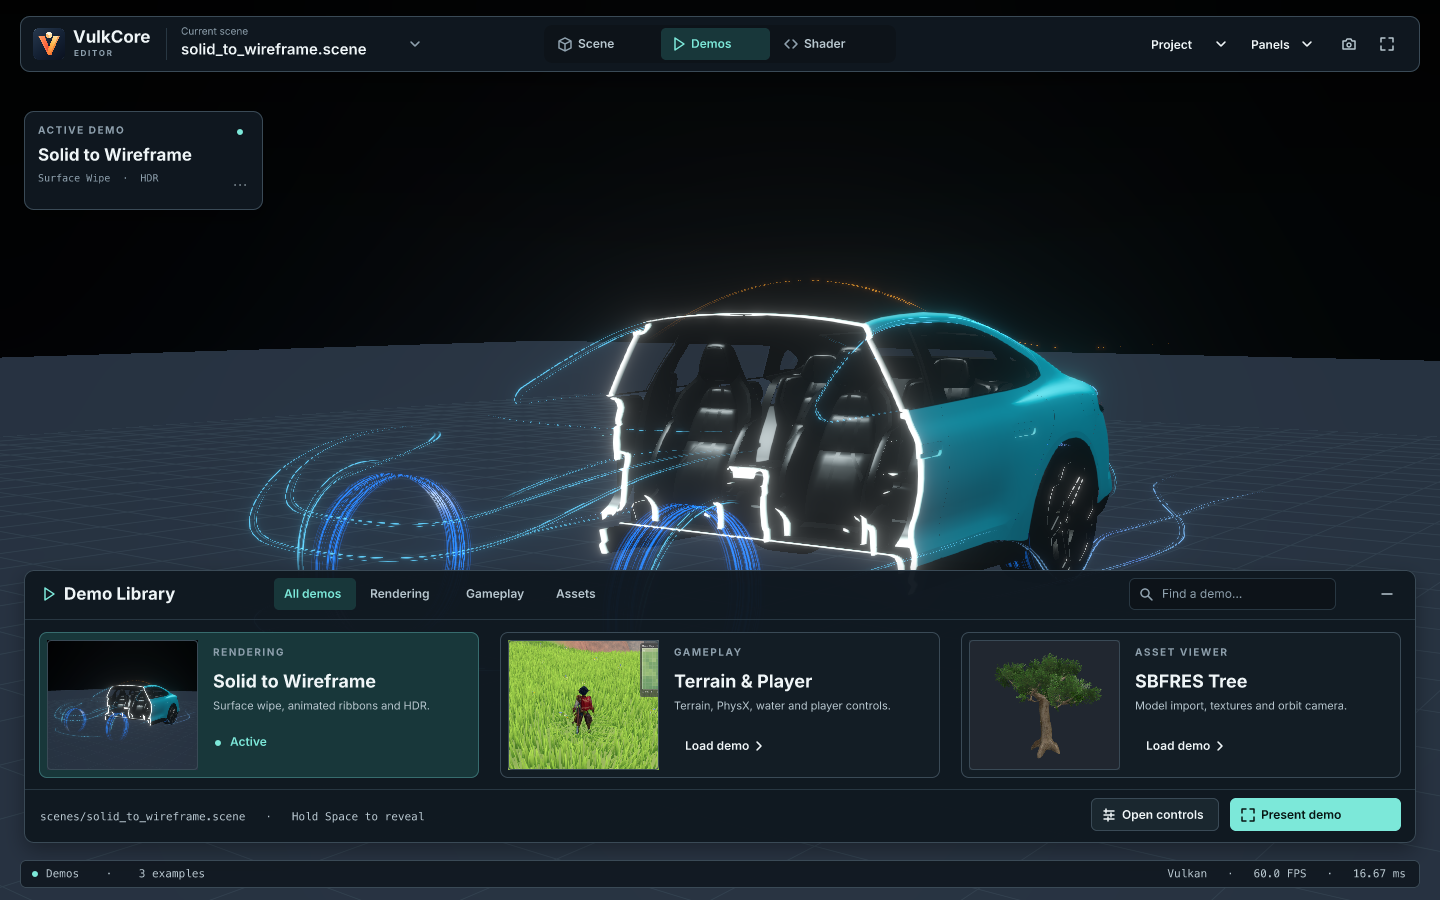 VulkCore
EDITOR
Current scene
solid_to_wireframe.scene
Scene
Demos
Shader
Project
Panels
ACTIVE DEMO
Solid to Wireframe
Surface Wipe · HDR
...
Demo Library
All demos
Rendering
Gameplay
Assets
Find a demo...
RENDERING
Solid to Wireframe
Surface wipe, animated ribbons and HDR.
Active
GAMEPLAY
Terrain & Player
Terrain, PhysX, water and player controls.
Load demo
ASSET VIEWER
SBFRES Tree
Model import, textures and orbit camera.
Load demo
scenes/solid_to_wireframe.scene · Hold Space to reveal
Open controls
Present demo
Demos · 3 examples
Vulkan · 60.0 FPS · 16.67 ms